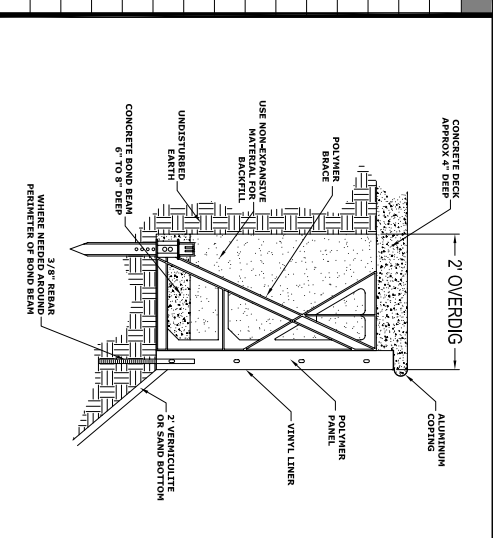 CONCRETE DECK
APPROX 4" DEEP
POLYMER
BRACE
USE NON-EXPANSIVE
MATERIAL FOR
BACKFILL
UNDISTURBED
EARTH
CONCRETE BOND BEAM
6" TO 8" DEEP
3/8" REBAR
WHERE NEEDED AROUND
PERIMETER OF BOND BEAM
2' OVERDIG
ALUMINUM
COPING
POLYMER
PANEL
VINYL LINER
2' VERMICULITE
OR SAND BOTTOM